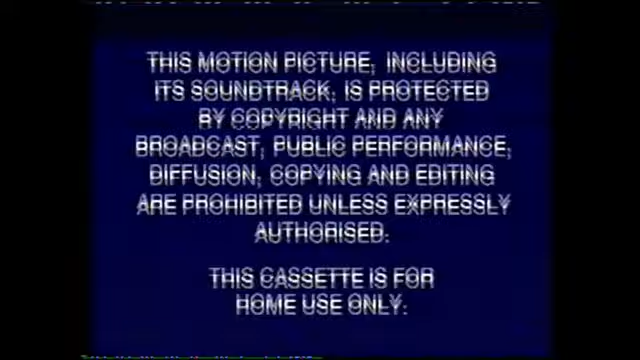 THIS MOTION PICTURE, INCLUDING
ITS SOUNDTRACK, IS PROTECTED
BY COPYRIGHT AND ANY
BROADCAST, PUBLIC PERFORMANCE,
DIFFUSION, COPYING AND EDITING
ARE PROHIBITED UNLESS EXPRESSLY
AUTHORISED.
THIS CASSETTE IS FOR
HOME USE ONLY.